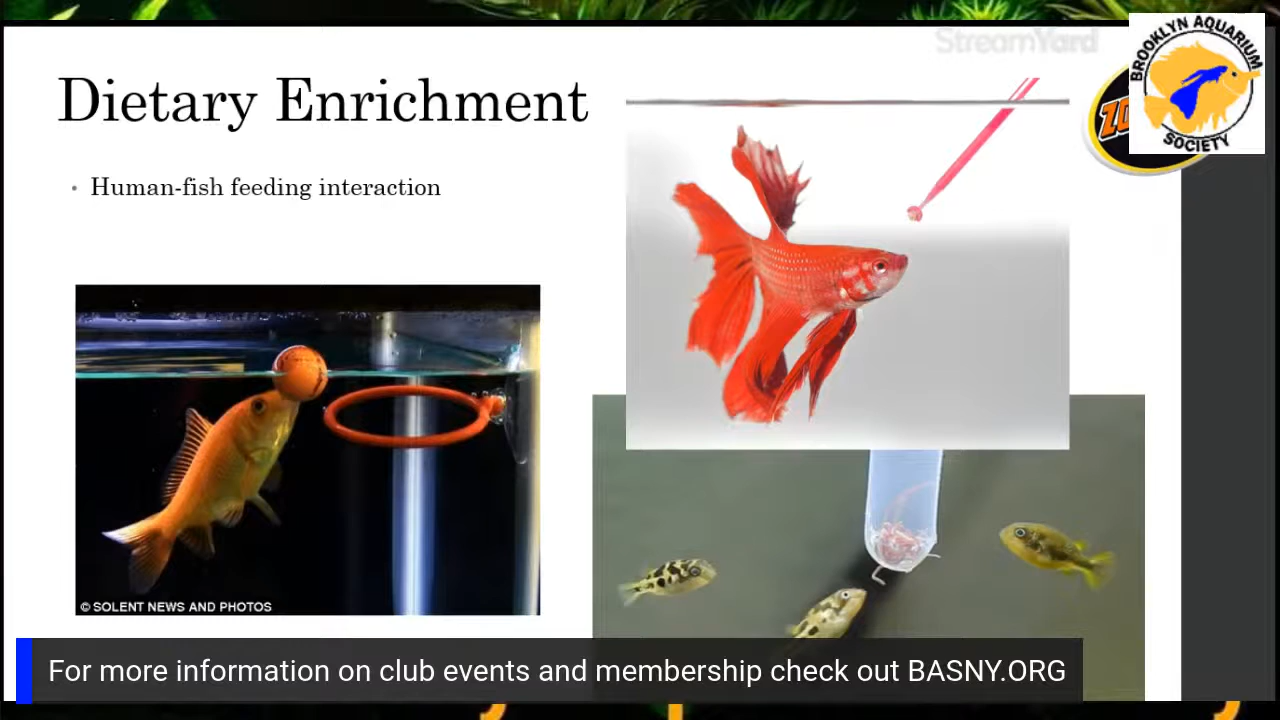 StreamYard
BROOKLYN AQUARIUM
SOCIETY
Dietary Enrichment
ZO
• Human-fish feeding interaction
© SOLENT NEWS AND PHOTOS
For more information on club events and membership check out BASNY.ORG